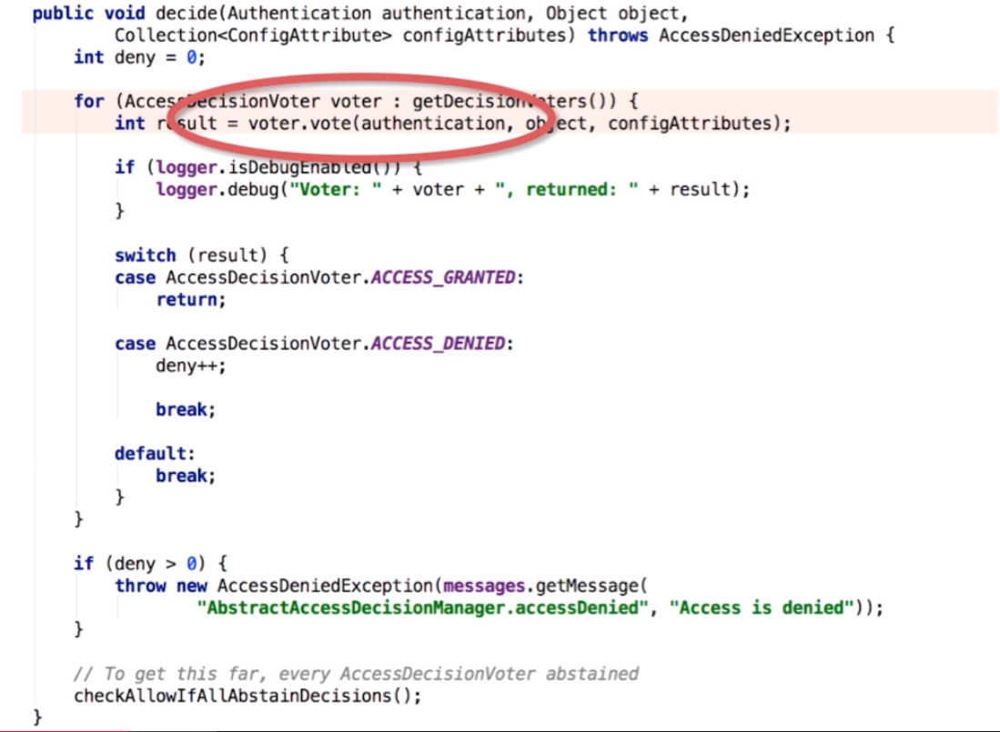 public void decide(Authentication authentication, Object object,
Collection<ConfigAttribute> configAttributes) throws AccessDeniedException {
int deny = 0;
for (AccessDecisionVoter voter : getDecisionVoters()) {
int result = voter.vote(authentication, object, configAttributes);
if (logger.isDebugEnabled()) {
logger.debug("Voter: " + voter + ", returned: " + result);
}
switch (result) {
case AccessDecisionVoter.ACCESS_GRANTED:
return;
case AccessDecisionVoter.ACCESS_DENIED:
deny++;
break;
default:
break;
}
}
if (deny > 0) {
throw new AccessDeniedException(messages.getMessage(
"AbstractAccessDecisionManager.accessDenied", "Access is denied"));
}
// To get this far, every AccessDecisionVoter abstained
checkAllowIfAllAbstainDecisions();
}